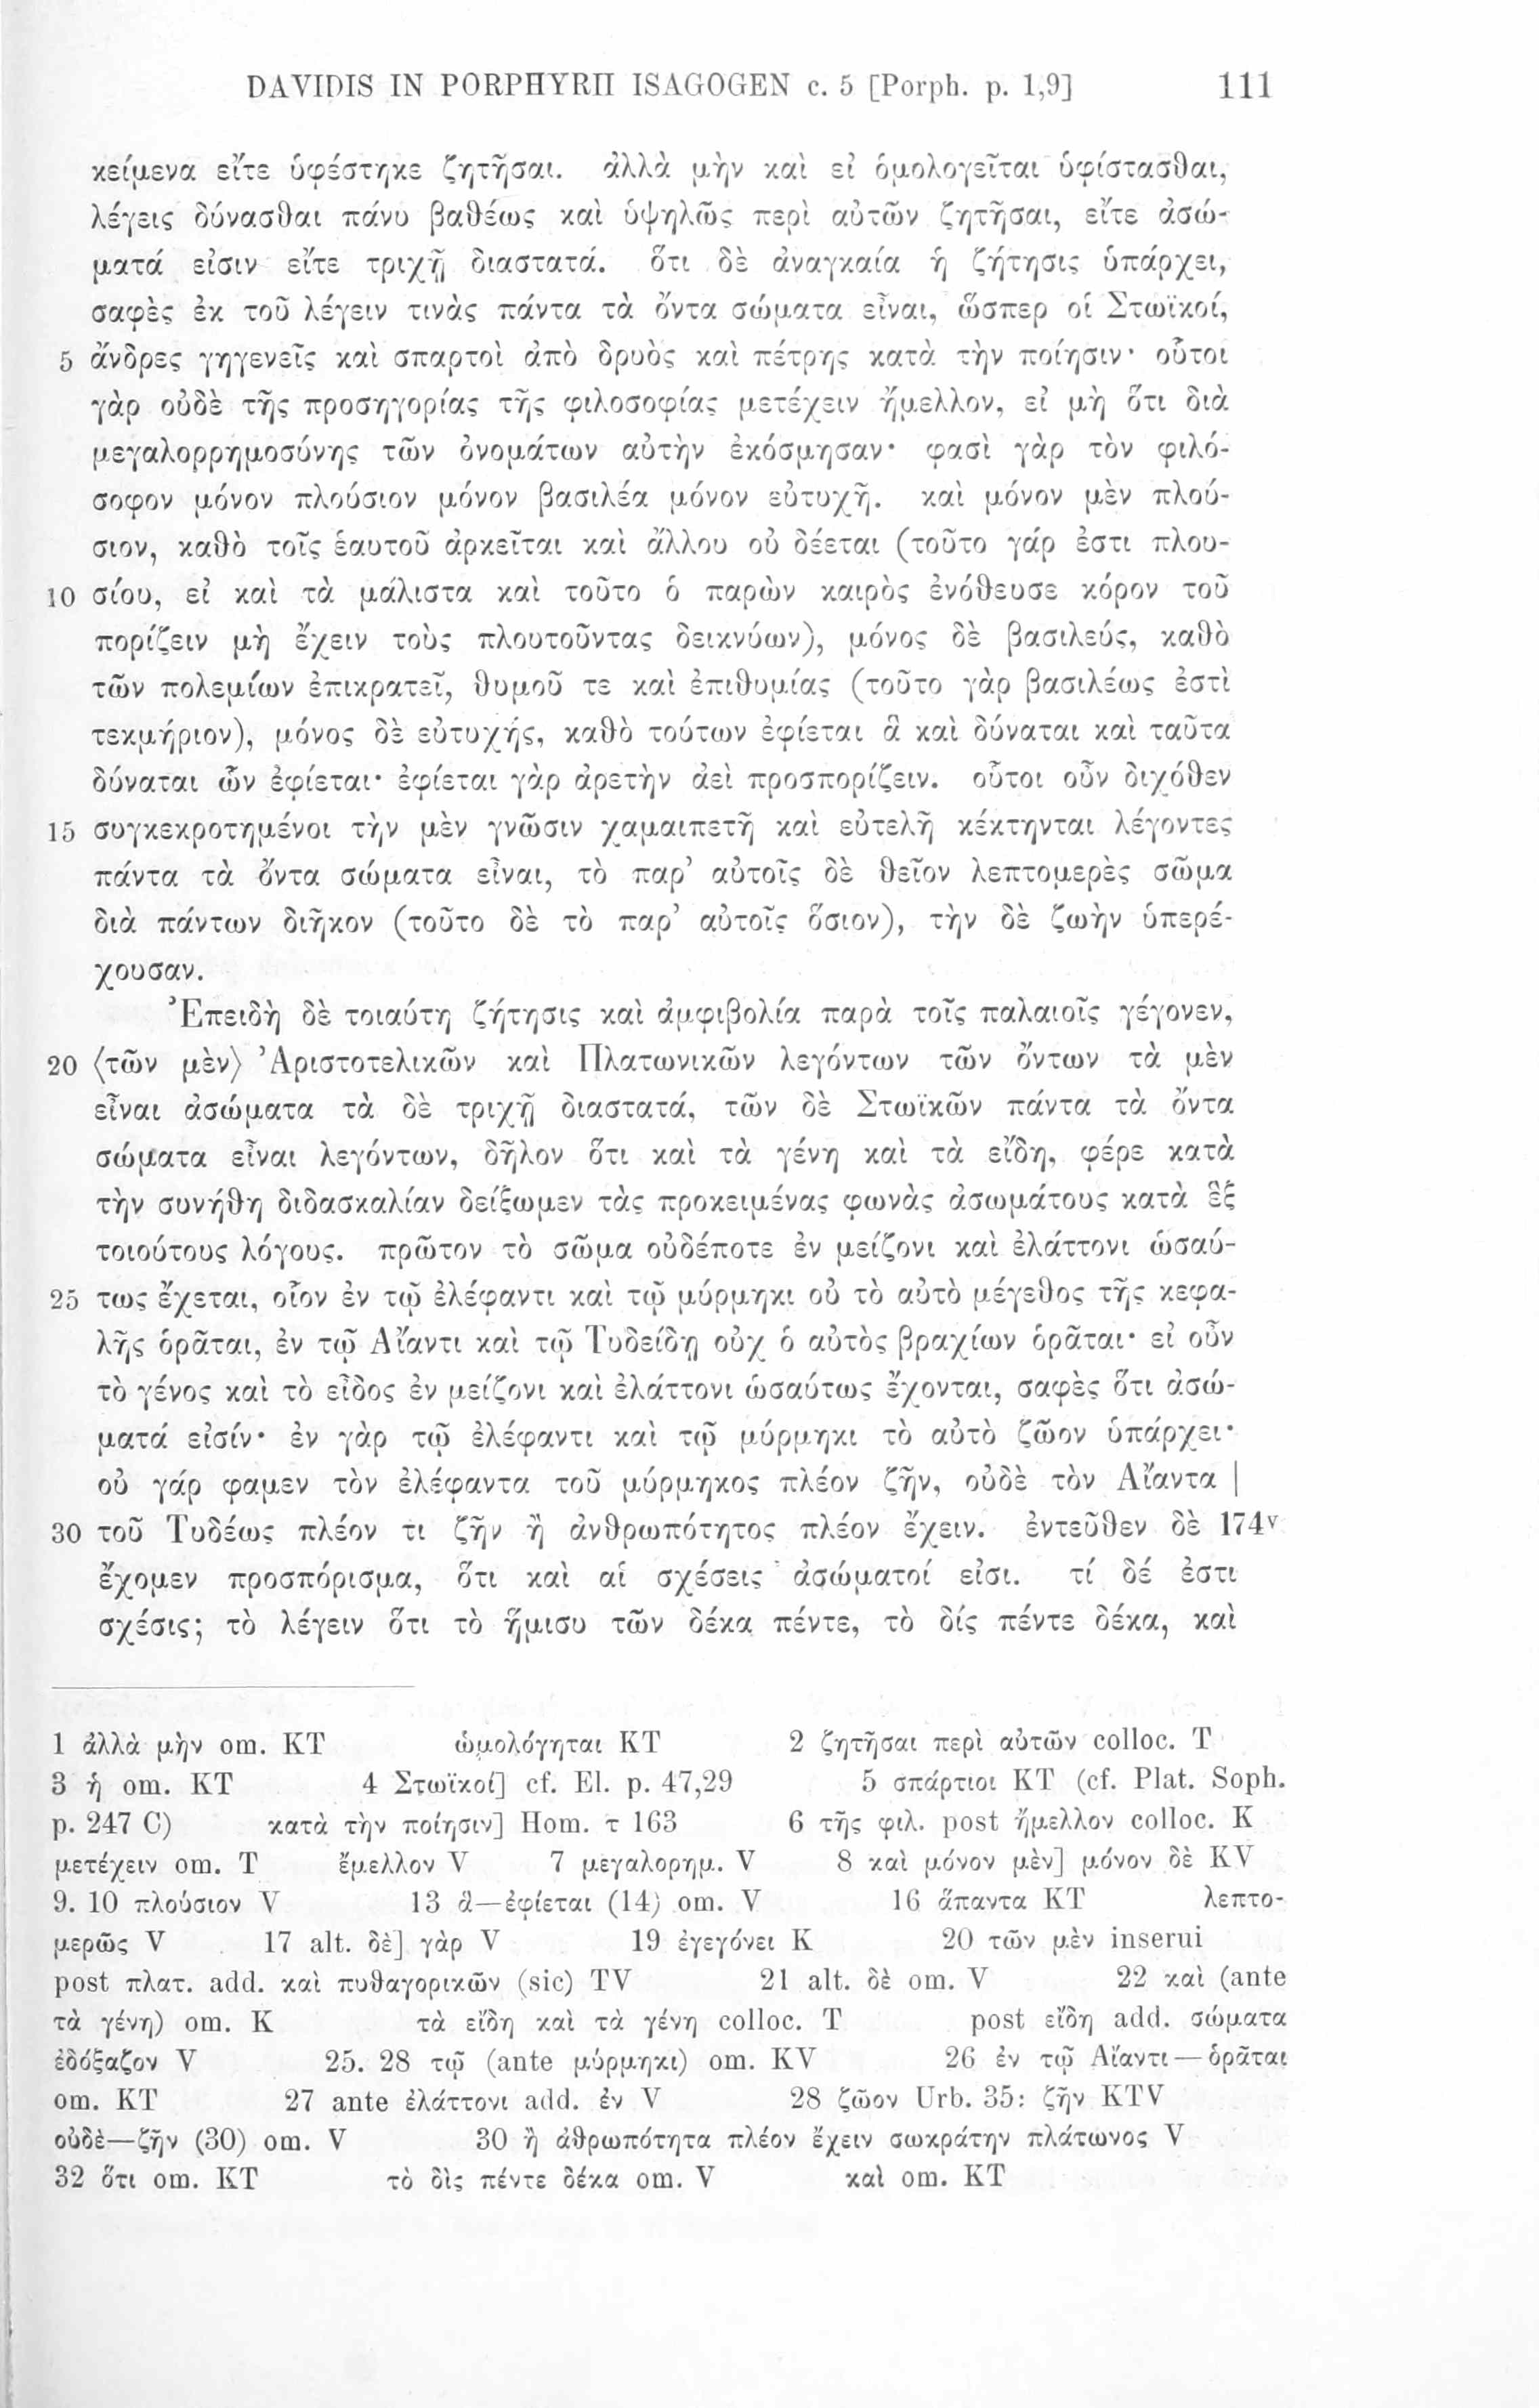 DAVIDIS IN PORPHYRII ISAGOGEN c. 5 [Porph. p. 1,9] 111
κείμενα εἴτε ὑφέστηκε ζητῆσαι. ἀλλὰ μὴν καὶ εἰ ὁμολογεῖται ὑφίστασθαι,
λέγεις δύνασθαι πάνυ βαθέως καὶ ὑψηλῶς περὶ αὐτῶν ζητῆσαι, εἴτε ἀσώ-
ματά εἰσιν εἴτε τριχῇ διαστατά. ὅτι δὲ ἀναγκαία ἡ ζήτησις ὑπάρχει,
σαφὲς ἐκ τοῦ λέγειν τινὰς πάντα τὰ ὄντα σώματα εἶναι, ὥσπερ οἱ Στωϊκοί,
5 ἄνδρες γηγενεῖς καὶ σπαρτοὶ ἀπὸ δρυὸς καὶ πέτρης κατὰ τὴν ποίησιν· οὗτοι
γὰρ οὐδὲ τῆς προσηγορίας τῆς φιλοσοφίας μετέχειν ἤμελλον, εἰ μὴ ὅτι διὰ
μεγαλορρημοσύνης τῶν ὀνομάτων αὐτὴν ἐκόσμησαν· φασὶ γὰρ τὸν φιλό-
σοφον μόνον πλούσιον μόνον βασιλέα μόνον εὐτυχῆ. καὶ μόνον μὲν πλού-
σιον, καθὸ τοῖς ἑαυτοῦ ἀρκεῖται καὶ ἄλλου οὐ δέεται (τοῦτο γάρ ἐστι πλου-
10 σίου, εἰ καὶ τὰ μάλιστα καὶ τοῦτο ὁ παρὼν καιρὸς ἐνόθευσε κόρον τοῦ
πορίζειν μὴ ἔχειν τοὺς πλουτοῦντας δεικνύων), μόνος δὲ βασιλεύς, καθὸ
τῶν πολεμίων ἐπικρατεῖ, θυμοῦ τε καὶ ἐπιθυμίας (τοῦτο γὰρ βασιλέως ἐστὶ
τεκμήριον), μόνος δὲ εὐτυχής, καθὸ τούτων ἐφίεται ἃ καὶ δύναται καὶ ταῦτα
δύναται ὧν ἐφίεται· ἐφίεται γὰρ ἀρετὴν ἀεὶ προσπορίζειν. οὗτοι οὖν διχόθεν
15 συγκεκροτημένοι τὴν μὲν γνῶσιν χαμαιπετῆ καὶ εὐτελῆ κέκτηνται λέγοντες
πάντα τὰ ὄντα σώματα εἶναι, τὸ παρ’ αὐτοῖς δὲ θεῖον λεπτομερὲς σῶμα
διὰ πάντων διῆκον (τοῦτο δὲ τὸ παρ’ αὐτοῖς ὅσιον), τὴν δὲ ζωὴν ὑπερέ-
χουσαν.
Ἐπειδὴ δὲ τοιαύτη ζήτησις καὶ ἀμφιβολία παρὰ τοῖς παλαιοῖς γέγονεν,
20 ⟨τῶν μὲν⟩ Ἀριστοτελικῶν καὶ Πλατωνικῶν λεγόντων τῶν ὄντων τὰ μὲν
εἶναι ἀσώματα τὰ δὲ τριχῇ διαστατά, τῶν δὲ Στωϊκῶν πάντα τὰ ὄντα
σώματα εἶναι λεγόντων, δῆλον ὅτι καὶ τὰ γένη καὶ τὰ εἴδη, φέρε κατὰ
τὴν συνήθη διδασκαλίαν δείξωμεν τὰς προκειμένας φωνὰς ἀσωμάτους κατὰ ἓξ
τοιούτους λόγους. πρῶτον τὸ σῶμα οὐδέποτε ἐν μείζονι καὶ ἐλάττονι ὡσαύ-
25 τως ἔχεται, οἷον ἐν τῷ ἐλέφαντι καὶ τῷ μύρμηκι οὐ τὸ αὐτὸ μέγεθος τῆς κεφα-
λῆς ὁρᾶται, ἐν τῷ Αἴαντι καὶ τῷ Τυδείδῃ οὐχ ὁ αὐτὸς βραχίων ὁρᾶται· εἰ οὖν
τὸ γένος καὶ τὸ εἶδος ἐν μείζονι καὶ ἐλάττονι ὡσαύτως ἔχονται, σαφὲς ὅτι ἀσώ-
ματά εἰσίν· ἐν γὰρ τῷ ἐλέφαντι καὶ τῷ μύρμηκι τὸ αὐτὸ ζῶον ὑπάρχει·
οὐ γάρ φαμεν τὸν ἐλέφαντα τοῦ μύρμηκος πλέον ζῆν, οὐδὲ τὸν Αἴαντα |
30 τοῦ Τυδέως πλέον τι ζῆν ἢ ἀνθρωπότητος πλέον ἔχειν. ἐντεῦθεν δὲ 174v
ἔχομεν προσπόρισμα, ὅτι καὶ αἱ σχέσεις ἀσώματοί εἰσι. τί δέ ἐστι
σχέσις; τὸ λέγειν ὅτι τὸ ἥμισυ τῶν δέκα πέντε, τὸ δίς πέντε δέκα, καὶ
1 ἀλλὰ μὴν om. KT ὡμολόγηται KT 2 ζητῆσαι περὶ αὐτῶν colloc. T
3 ἡ om. KT 4 Στωϊκοί] cf. El. p. 47,29 5 σπάρτιοι KT (cf. Plat. Soph.
p. 247 C) κατὰ τὴν ποίησιν] Hom. τ 163 6 τῆς φιλ. post ἤμελλον colloc. K
μετέχειν om. T ἔμελλον V 7 μεγαλορημ. V 8 καὶ μόνον μὲν] μόνον δὲ KV
9. 10 πλούσιον V 13 ἃ—ἐφίεται (14) om. V 16 ἅπαντα KT λεπτο-
μερῶς V 17 alt. δὲ] γὰρ V 19 ἐγεγόνει K 20 τῶν μὲν inserui
post πλατ. add. καὶ πυθαγορικῶν (sic) TV 21 alt. δὲ om. V 22 καὶ (ante
τὰ γένη) om. K τὰ εἴδη καὶ τὰ γένη colloc. T post εἴδη add. σώματα
ἐδόξαζον V 25. 28 τῷ (ante μύρμηκι) om. KV 26 ἐν τῷ Αἴαντι—ὁρᾶται
om. KT 27 ante ἐλάττονι add. ἐν V 28 ζῶον Urb. 35: ζῆν KTV
οὐδὲ—ζῆν (30) om. V 30 ἢ ἀθρωπότητα πλέον ἔχειν σωκράτην πλάτωνος V
32 ὅτι om. KT τὸ δὶς πέντε δέκα om. V καὶ om. KT